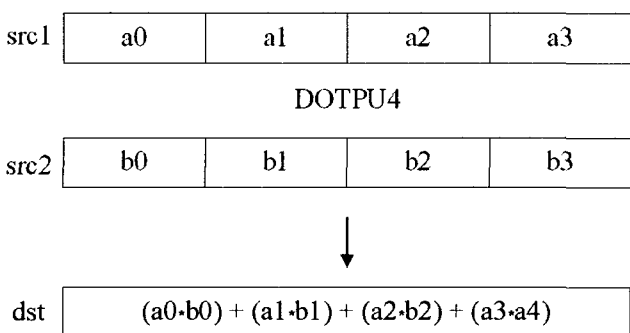 src1 a0 a1 a2 a3
DOTPU4
src2 b0 b1 b2 b3
dst (a0*b0) + (a1*b1) + (a2*b2) + (a3*a4)